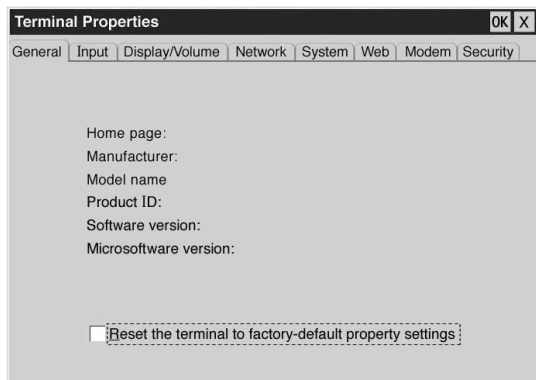 Terminal Properties OK X
General Input Display/Volume Network System Web Modem Security
Home page:
Manufacturer:
Model name
Product ID:
Software version:
Microsoftware version:
Reset the terminal to factory-default property settings